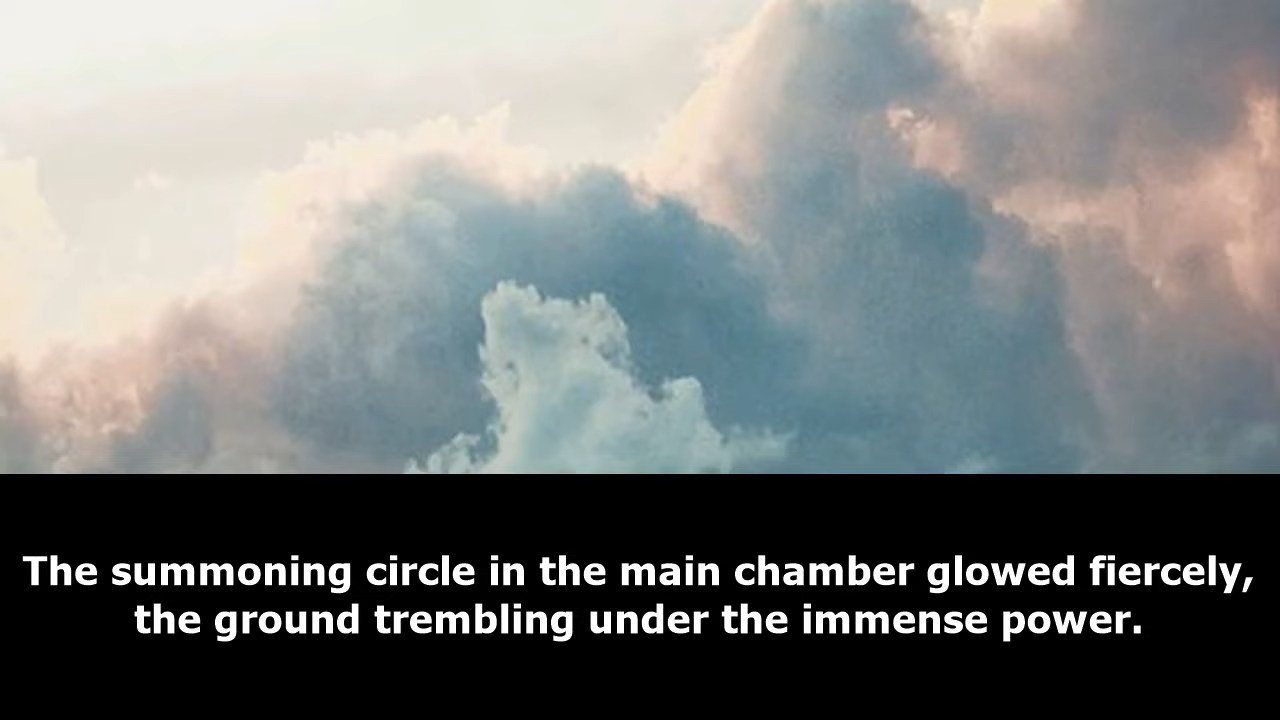 The summoning circle in the main chamber glowed fiercely,
the ground trembling under the immense power.